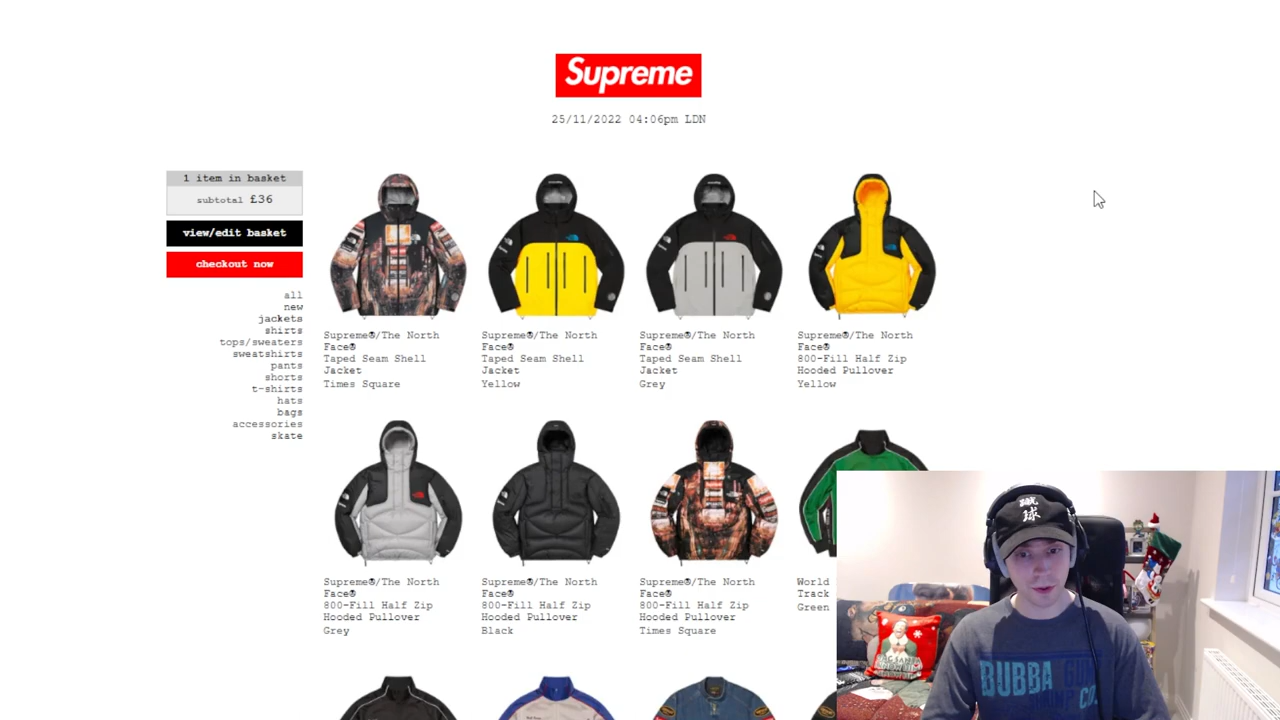 Supreme
25/11/2022 04:06pm LDN
1 item in basket
subtotal £36
view/edit basket
checkout now
all
new
jackets
shirts
tops/sweaters
sweatshirts
pants
shorts
t-shirts
hats
bags
accessories
skate
Supreme®/The North
Face®
Taped Seam Shell
Jacket
Times Square
Supreme®/The North
Face®
Taped Seam Shell
Jacket
Yellow
Supreme®/The North
Face®
Taped Seam Shell
Jacket
Grey
Supreme®/The North
Face®
800-Fill Half Zip
Hooded Pullover
Yellow
Supreme®/The North
Face®
800-Fill Half Zip
Hooded Pullover
Grey
Supreme®/The North
Face®
800-Fill Half Zip
Hooded Pullover
Black
Supreme®/The North
Face®
800-Fill Half Zip
Hooded Pullover
Times Square
World
Track
Green
球
BUBBA
CO.